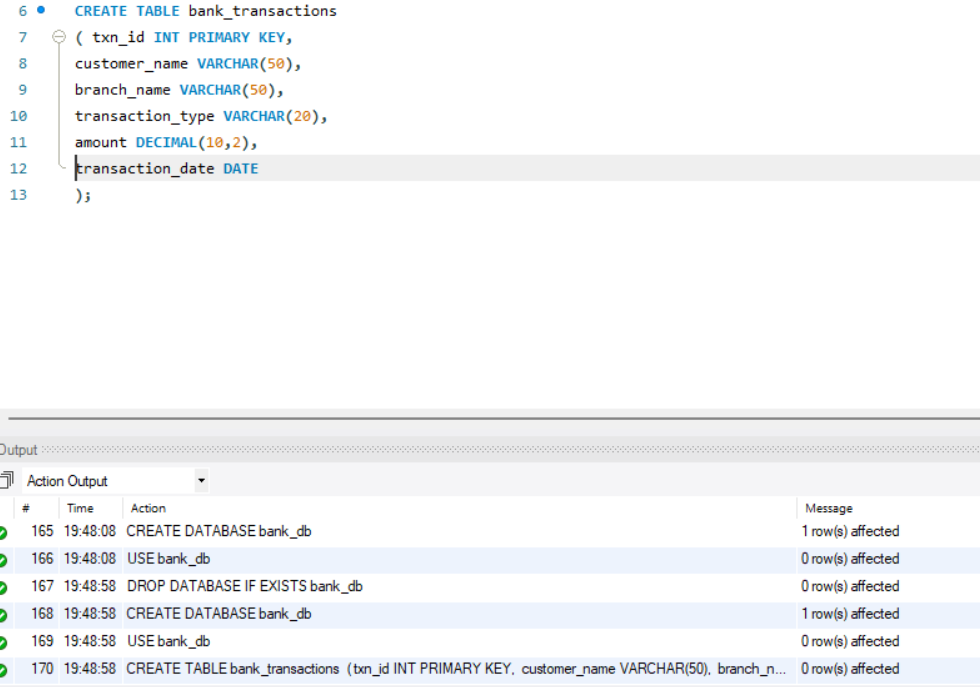 6 CREATE TABLE bank_transactions
7 ( txn_id INT PRIMARY KEY,
8 customer_name VARCHAR(50),
9 branch_name VARCHAR(50),
10 transaction_type VARCHAR(20),
11 amount DECIMAL(10,2),
12 transaction_date DATE
13 );
Output
Action Output
# Time Action Message
165 19:48:08 CREATE DATABASE bank_db 1 row(s) affected
166 19:48:08 USE bank_db 0 row(s) affected
167 19:48:58 DROP DATABASE IF EXISTS bank_db 0 row(s) affected
168 19:48:58 CREATE DATABASE bank_db 1 row(s) affected
169 19:48:58 USE bank_db 0 row(s) affected
170 19:48:58 CREATE TABLE bank_transactions (txn_id INT PRIMARY KEY, customer_name VARCHAR(50), branch_n... 0 row(s) affected